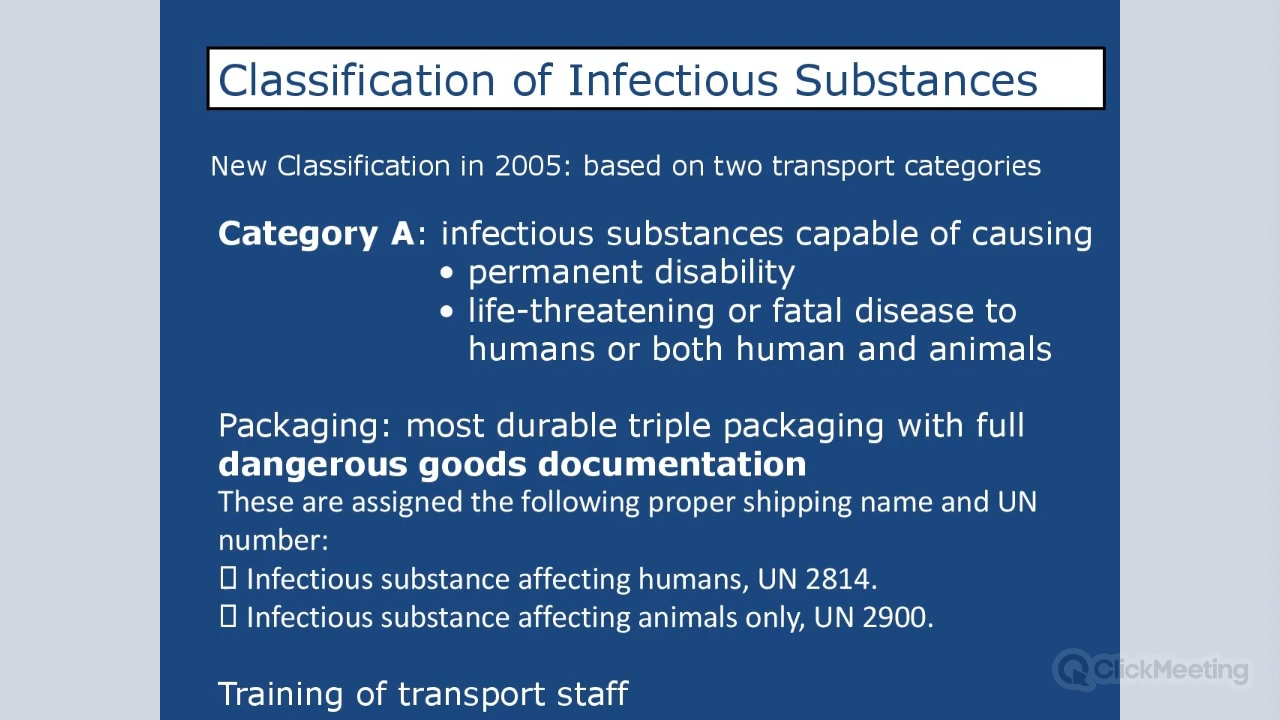 Classification of Infectious Substances
New Classification in 2005: based on two transport categories
Category A: infectious substances capable of causing
• permanent disability
• life-threatening or fatal disease to
humans or both human and animals
Packaging: most durable triple packaging with full
dangerous goods documentation
These are assigned the following proper shipping name and UN
number:
▯ Infectious substance affecting humans, UN 2814.
▯ Infectious substance affecting animals only, UN 2900.
ClickMeeting
Training of transport staff